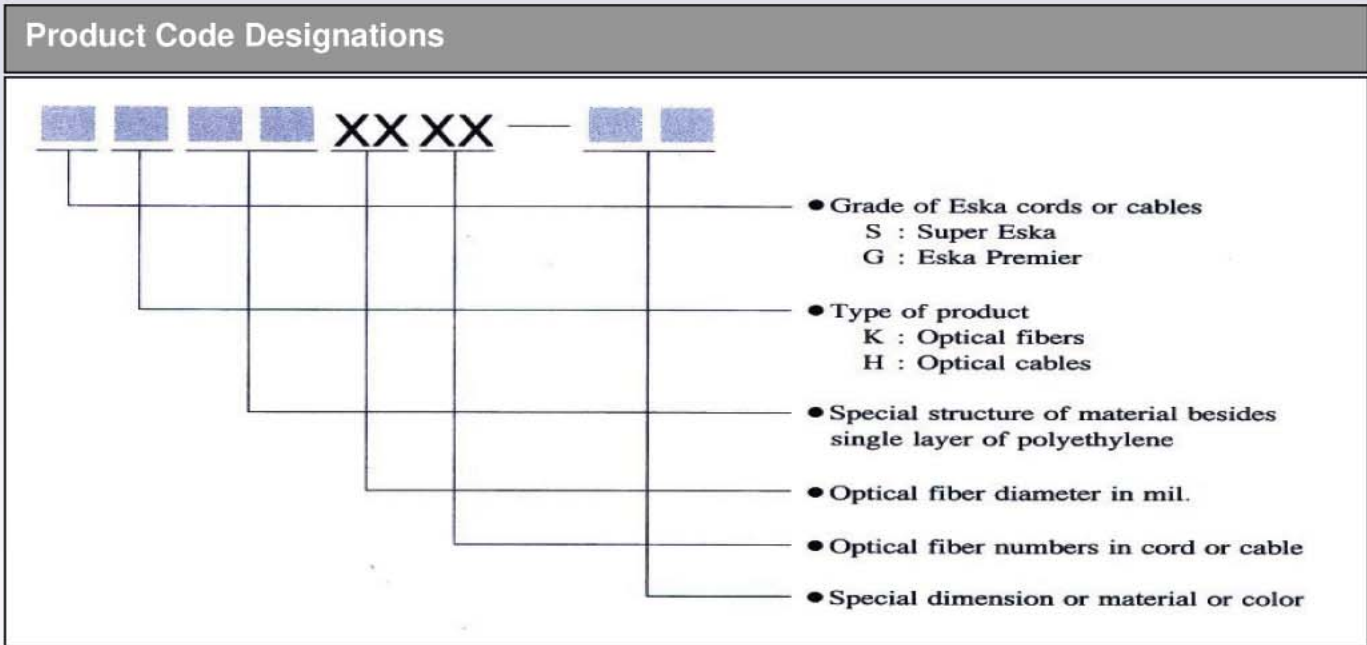 Product Code Designations
XX XX —
● Grade of Eska cords or cables
S : Super Eska
G : Eska Premier
● Type of product
K : Optical fibers
H : Optical cables
● Special structure of material besides
single layer of polyethylene
● Optical fiber diameter in mil.
● Optical fiber numbers in cord or cable
● Special dimension or material or color